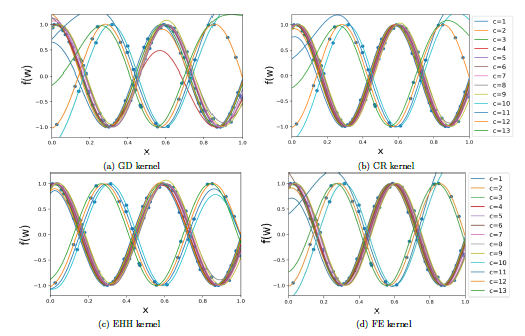 1.0
0.5
0.0
−0.5
−1.0
f(w)
0.0 0.2 0.4 0.6 0.8 1.0
x
(a) GD kernel
1.0
0.5
0.0
−0.5
−1.0
f(w)
0.0 0.2 0.4 0.6 0.8 1.0
x
(b) CR kernel
c=1
c=2
c=3
c=4
c=5
c=6
c=7
c=8
c=9
c=10
c=11
c=12
c=13
1.0
0.5
0.0
−0.5
−1.0
f(w)
0.0 0.2 0.4 0.6 0.8 1.0
x
(c) EHH kernel
1.0
0.5
0.0
−0.5
−1.0
f(w)
0.0 0.2 0.4 0.6 0.8 1.0
x
(d) FE kernel
c=1
c=2
c=3
c=4
c=5
c=6
c=7
c=8
c=9
c=10
c=11
c=12
c=13